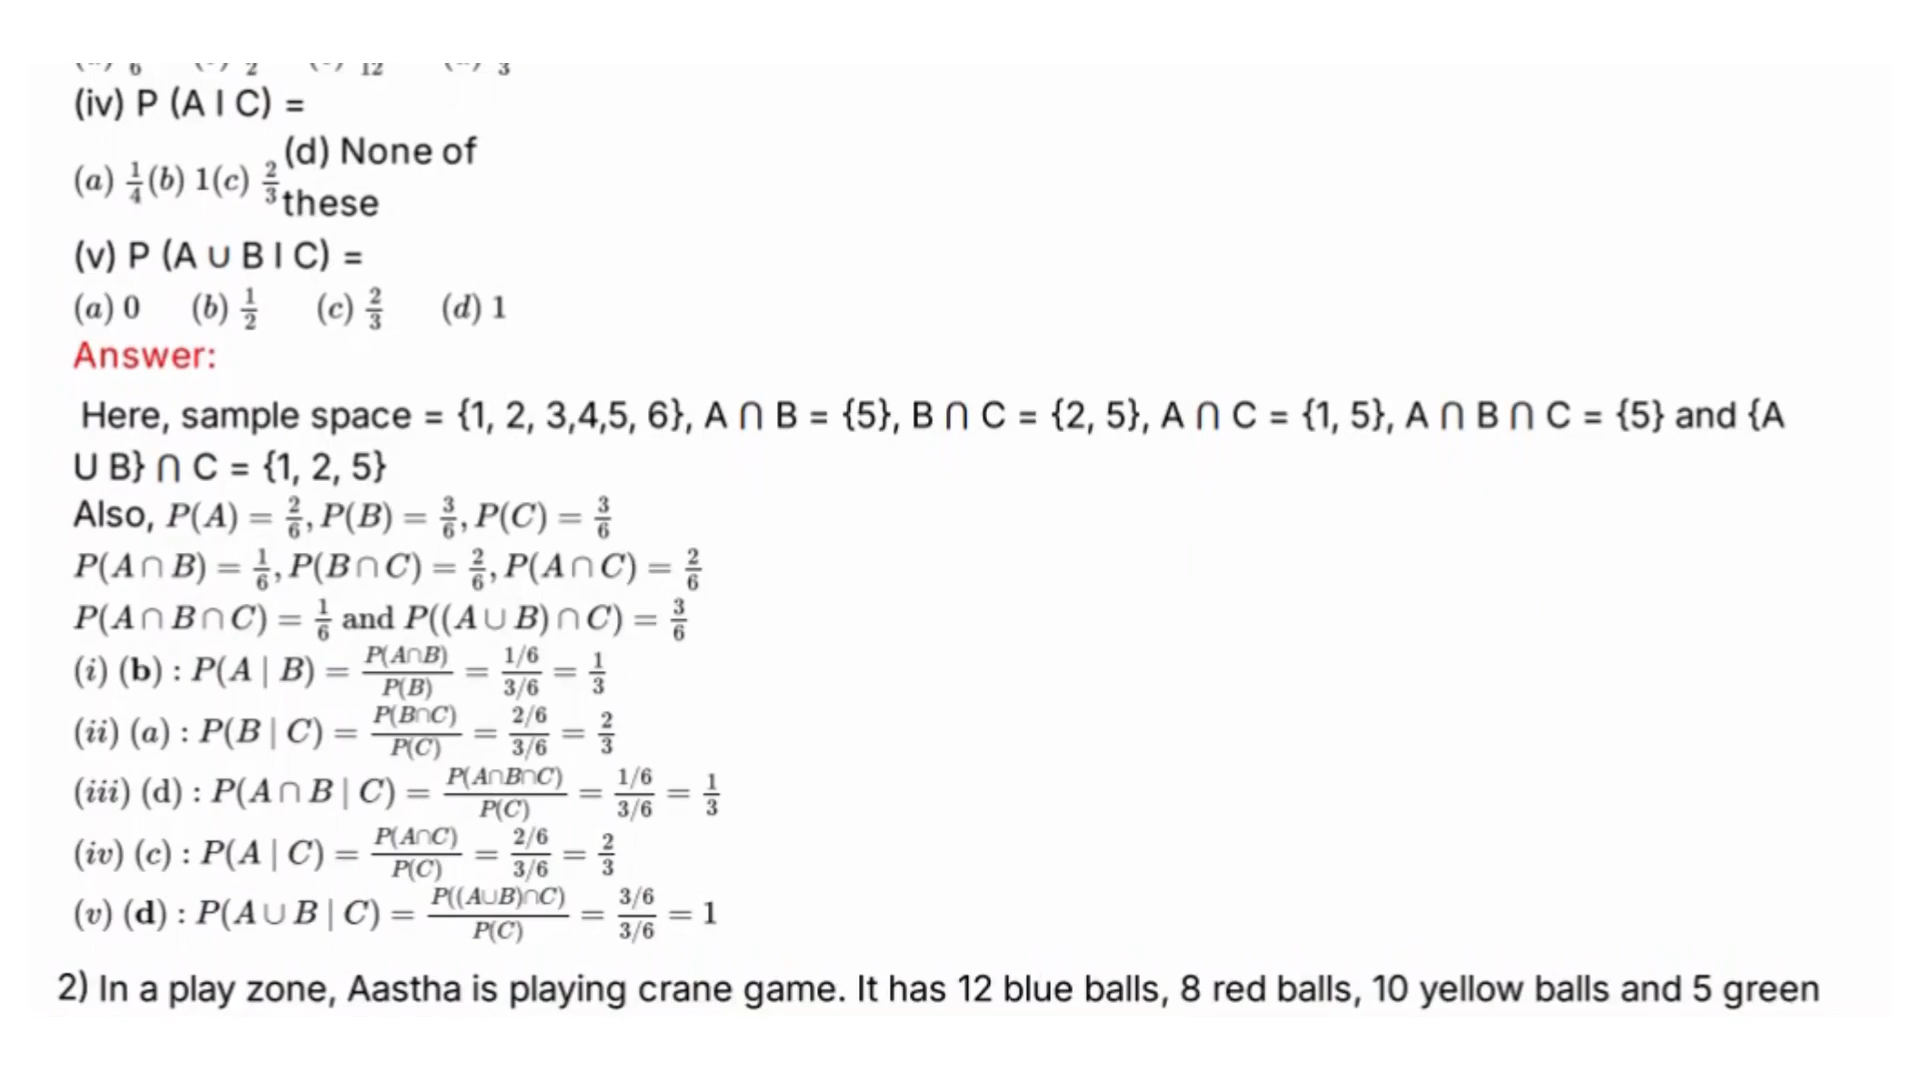 6 2 12 3
(iv) P (A I C) =
(a) 1/4 (b) 1(c) 2/3 (d) None of these
(v) P (A ∪ B I C) =
(a) 0 (b) 1/2 (c) 2/3 (d) 1
Answer:
Here, sample space = {1, 2, 3,4,5, 6}, A ⋂ B = {5}, B ⋂ C = {2, 5}, A ⋂ C = {1, 5}, A ⋂ B ⋂ C = {5} and {A
U B} ⋂ C = {1, 2, 5}
Also, P(A) = 2/6, P(B) = 3/6, P(C) = 3/6
P(A ∩ B) = 1/6, P(B ∩ C) = 2/6, P(A ∩ C) = 2/6
P(A ∩ B ∩ C) = 1/6 and P((A ∪ B) ∩ C) = 3/6
(i) (b) : P(A | B) = P(A∩B)/P(B) = 1/6/3/6 = 1/3
(ii) (a) : P(B | C) = P(B∩C)/P(C) = 2/6/3/6 = 2/3
(iii) (d) : P(A ∩ B | C) = P(A∩B∩C)/P(C) = 1/6/3/6 = 1/3
(iv) (c) : P(A | C) = P(A∩C)/P(C) = 2/6/3/6 = 2/3
(v) (d) : P(A ∪ B | C) = P((A∪B)∩C)/P(C) = 3/6/3/6 = 1
2) In a play zone, Aastha is playing crane game. It has 12 blue balls, 8 red balls, 10 yellow balls and 5 green